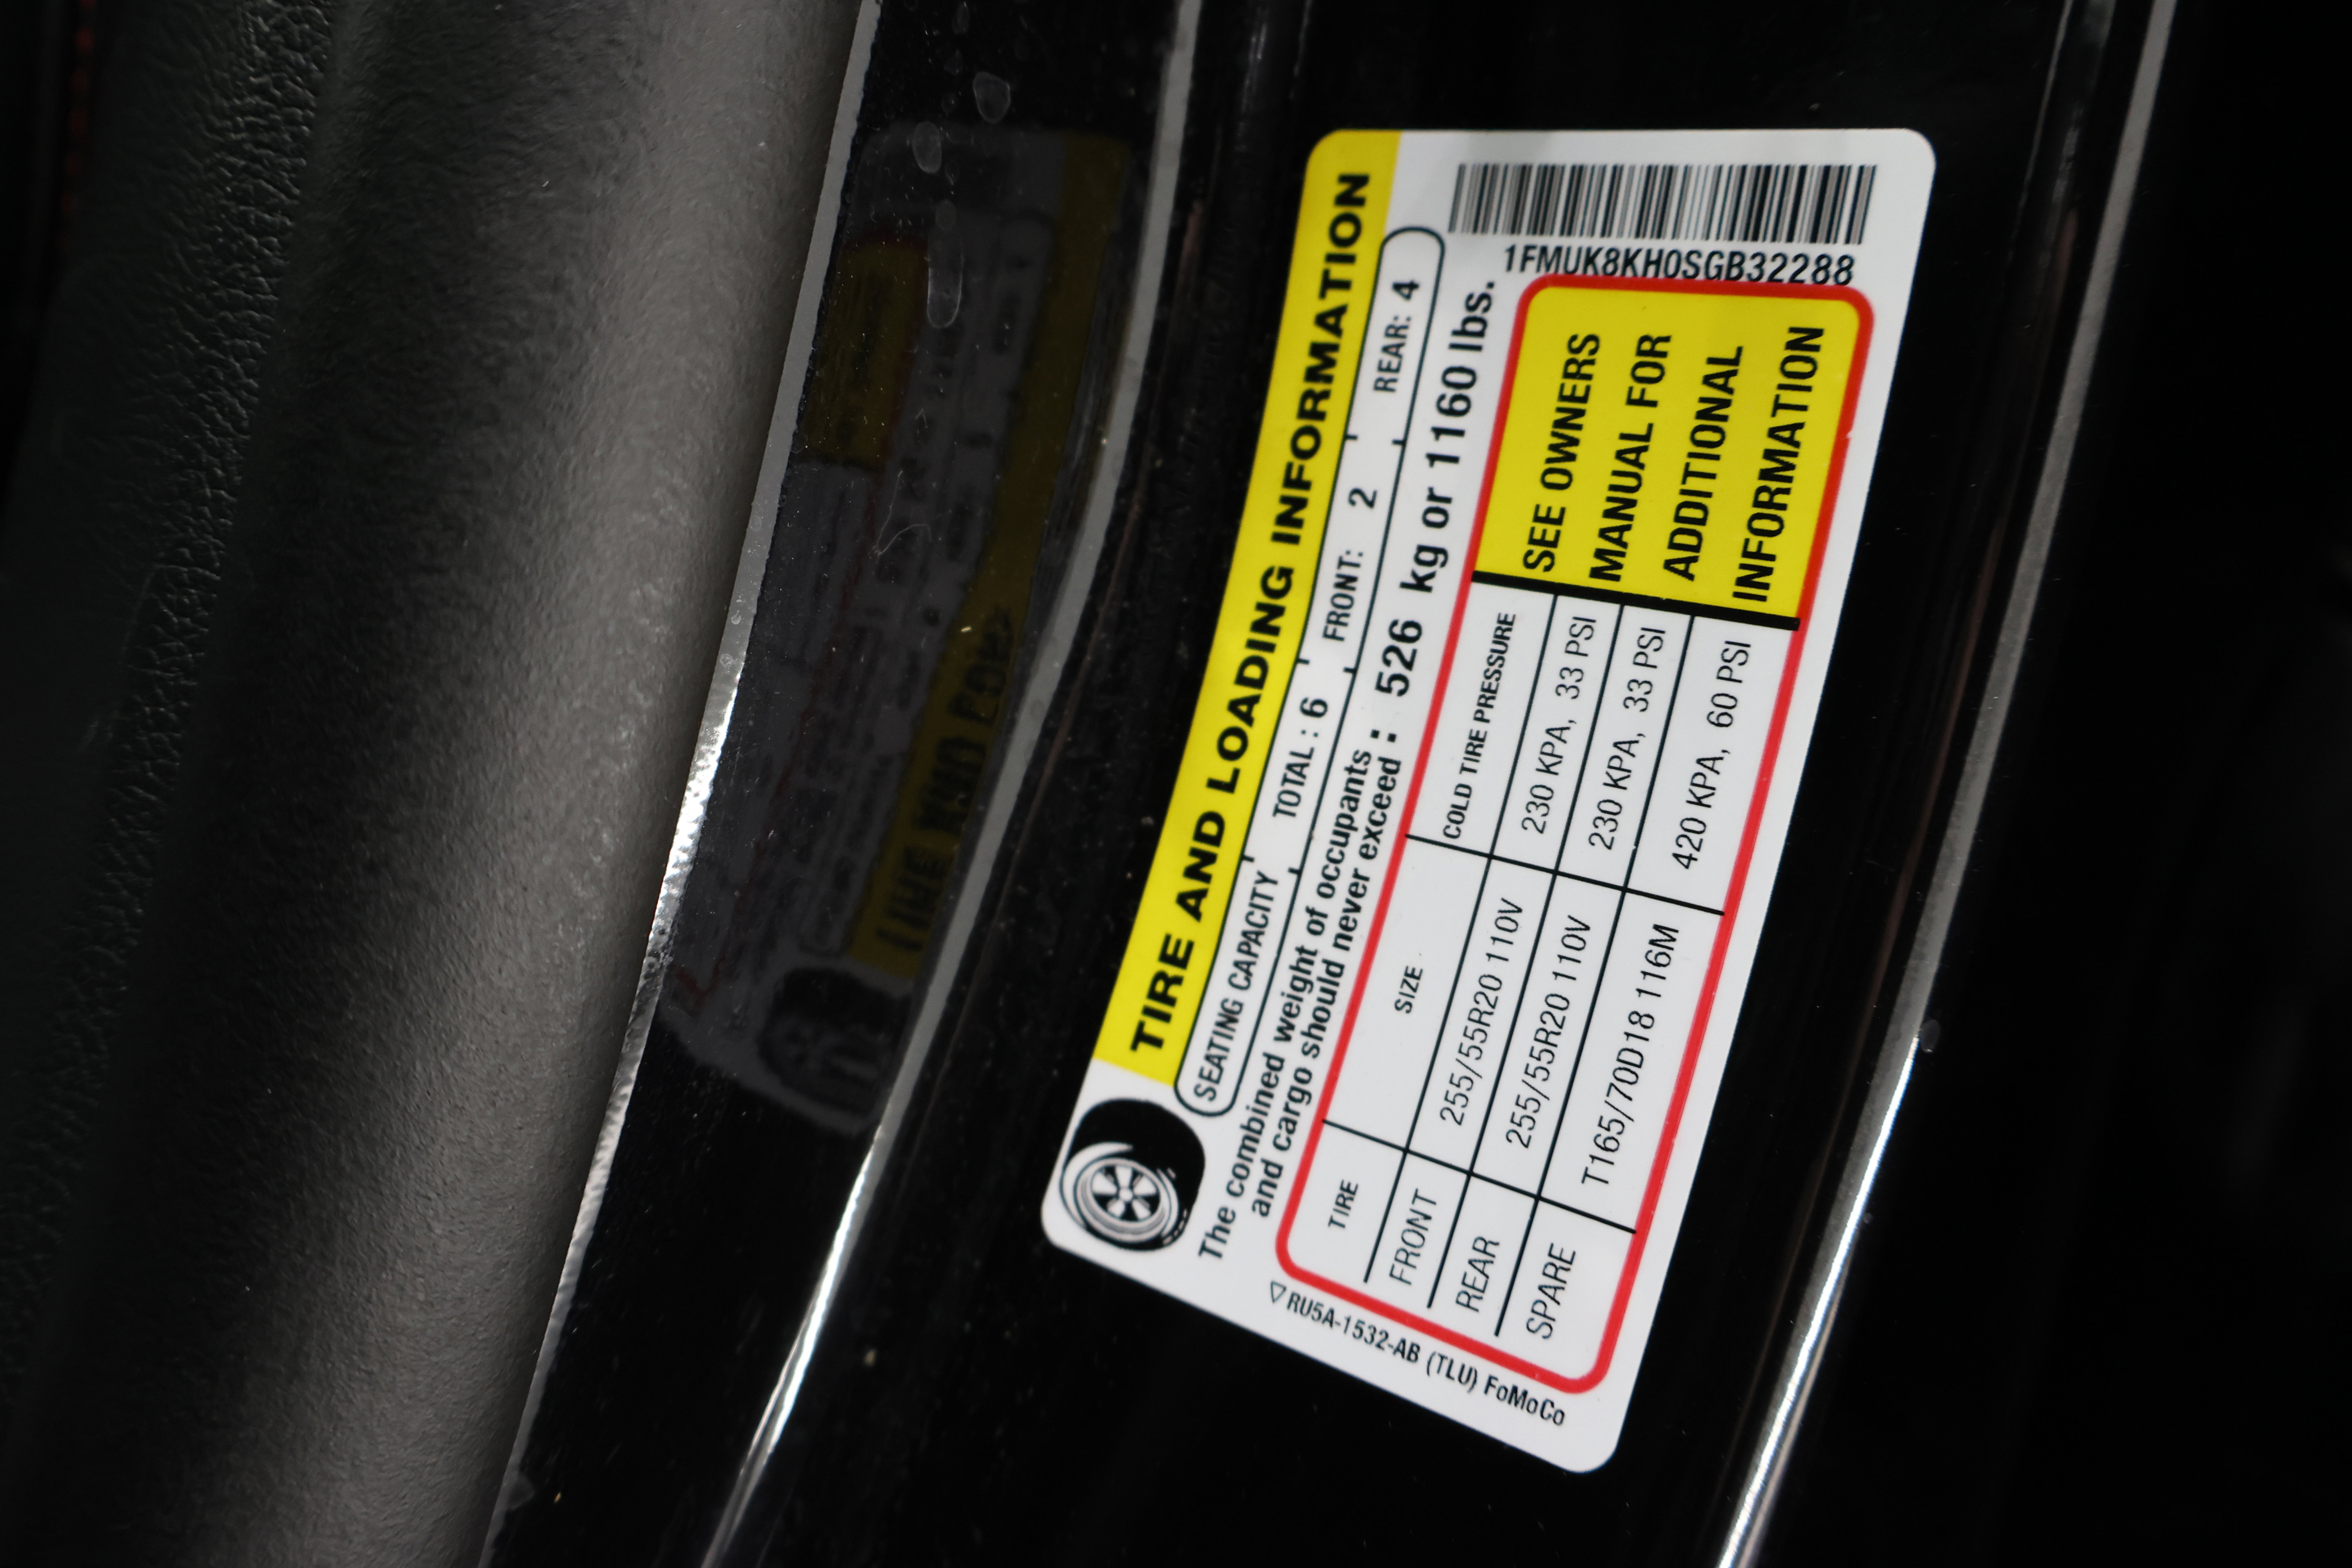 TIRE AND LOADING INFORMATION
SEATING CAPACITY TOTAL : 6 FRONT: 2 REAR: 4
The combined weight of occupants
and cargo should never exceed : 526 kg or 1160 lbs.
1FMUK8KH0SGB32288
TIRE SIZE COLD TIRE PRESSURE
FRONT 255/55R20 110V 230 KPA, 33 PSI
REAR 255/55R20 110V 230 KPA, 33 PSI
SPARE T165/70D18 116M 420 KPA, 60 PSI
SEE OWNERS
MANUAL FOR
ADDITIONAL
INFORMATION
RU5A-1532-AB (TLU) FoMoCo